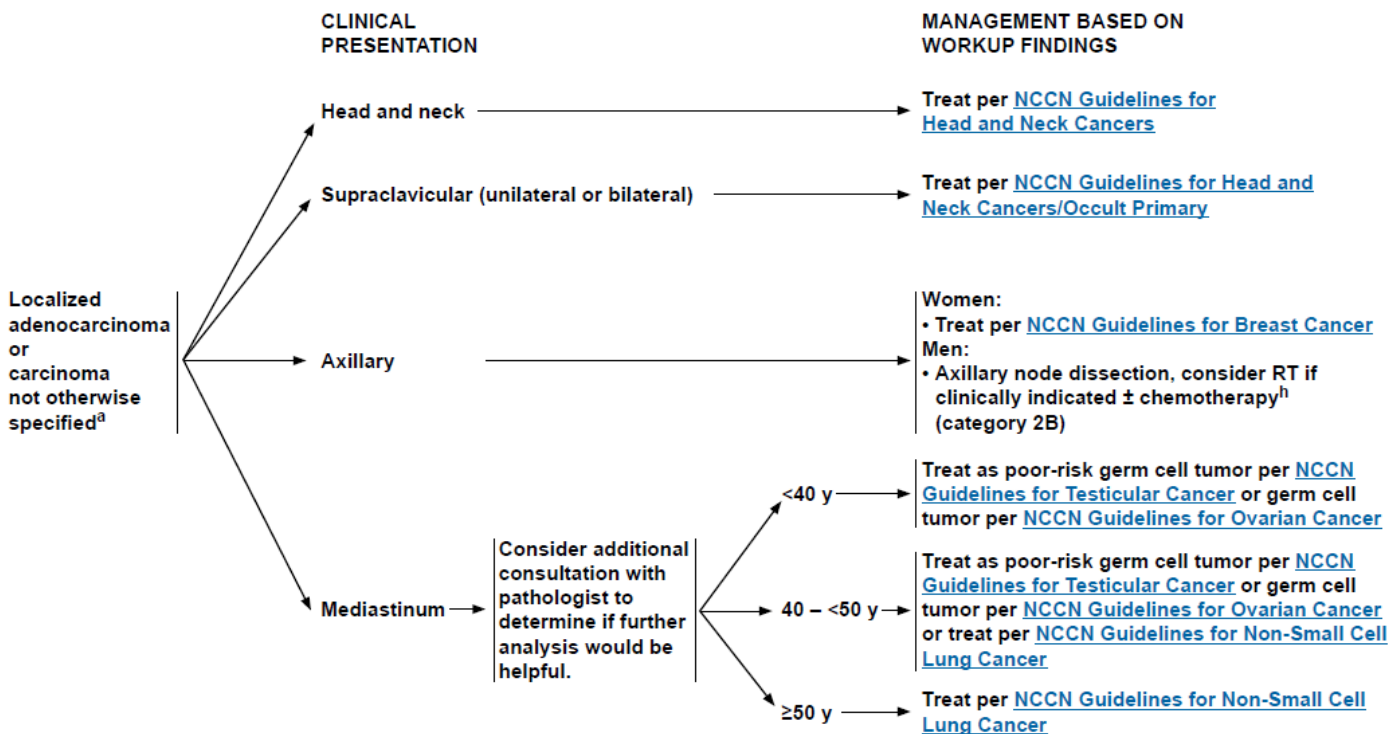 CLINICAL
PRESENTATION
MANAGEMENT BASED ON
WORKUP FINDINGS
Localized
adenocarcinoma
or
carcinoma
not otherwise
specifiedᵃ
Head and neck
Treat per NCCN Guidelines for
Head and Neck Cancers
Supraclavicular (unilateral or bilateral)
Treat per NCCN Guidelines for Head and
Neck Cancers/Occult Primary
Axillary
Women:
• Treat per NCCN Guidelines for Breast Cancer
Men:
• Axillary node dissection, consider RT if
clinically indicated ± chemotherapyʰ
(category 2B)
Mediastinum
Consider additional
consultation with
pathologist to
determine if further
analysis would be
helpful.
<40 y
Treat as poor-risk germ cell tumor per NCCN
Guidelines for Testicular Cancer or germ cell
tumor per NCCN Guidelines for Ovarian Cancer
40 – <50 y
Treat as poor-risk germ cell tumor per NCCN
Guidelines for Testicular Cancer or germ cell
tumor per NCCN Guidelines for Ovarian Cancer
or treat per NCCN Guidelines for Non-Small Cell
Lung Cancer
≥50 y
Treat per NCCN Guidelines for Non-Small Cell
Lung Cancer